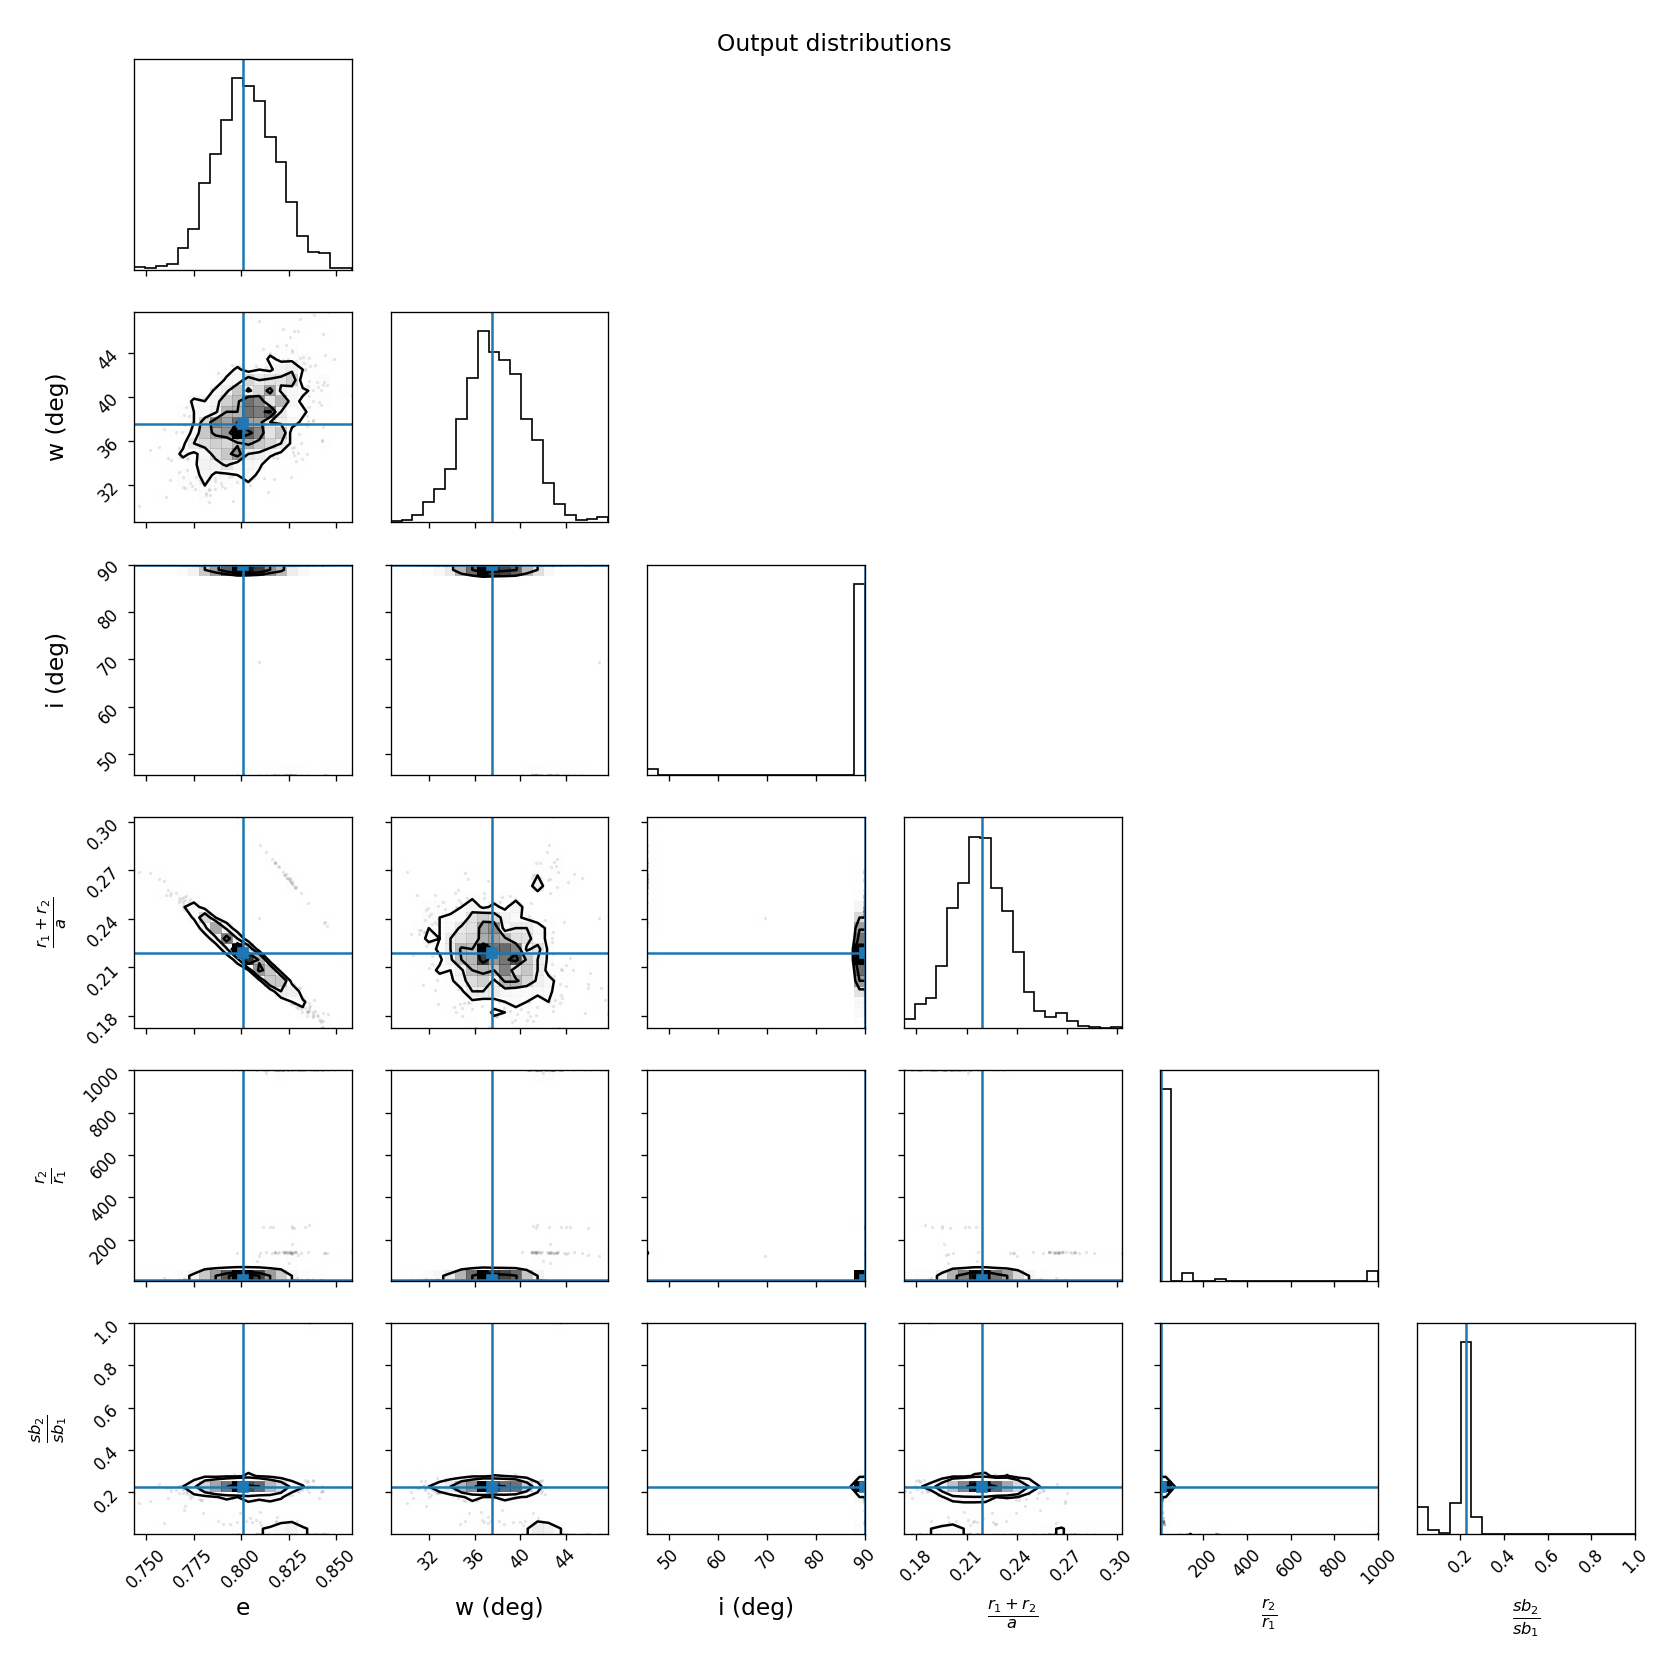 Output distributions
w (deg)
44
40
36
32
i (deg)
90
80
70
60
50
r₁ + r₂
a
0.30
0.27
0.24
0.21
0.18
r₂
r₁
1000
800
600
400
200
sb₂
sb₁
1.0
0.8
0.6
0.4
0.2
0.750 0.775 0.800 0.825 0.850 32 36 40 44 50 60 70 80 90 0.18 0.21 0.24 0.27 0.30 200 400 600 800 1000 0.2 0.4 0.6 0.8 1.0
e w (deg) i (deg) r₁ + r₂ r₂ sb₂
a r₁ sb₁